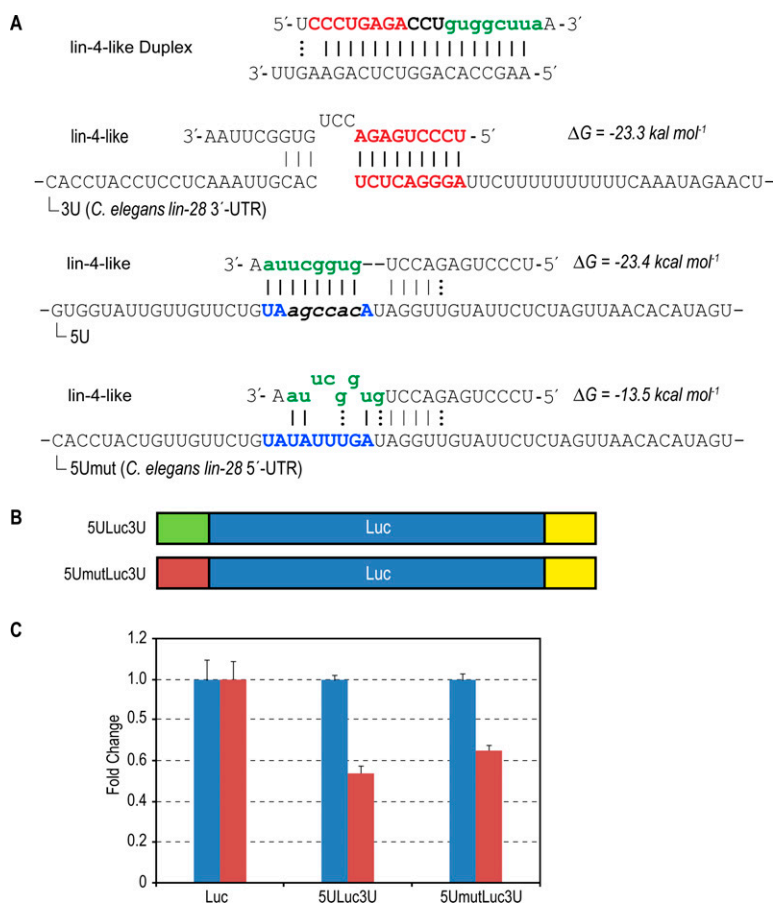 A
5´-UCCCUGAGACCUguggcuuaA-3´
lin-4-like Duplex
3´-UUGAAGACUCUGGACACCGAA-5´
UCC
lin-4-like 3´-AAUUCGGUG AGAGUCCCU-5´ ΔG = -23.3 kal mol-1
–CACCUACCUCCUCAAAUUGCAC UCUCAGGGAUUCUUUUUUUUUUCAAAUAGAACU–
3U (C. elegans lin-28 3´-UTR)
lin-4-like 3´-Aauucggug--UCCAGAGUCCCU-5´ ΔG = -23.4 kcal mol-1
–GUGGUAUUGUUGUUCUGUAagccacAUAGGUUGUAUUCUCUAGUUAACACAUAGU–
5U
uc g
lin-4-like 3´-Aau g ugUCCAGAGUCCCU-5´ ΔG = -13.5 kcal mol-1
–CACCUACUGUUGUUCUGUAUAUUUGAUAGGUUGUAUUCUCUAGUUAACACAUAGU–
5Umut (C. elegans lin-28 5´-UTR)
B
5ULuc3U Luc
5UmutLuc3U Luc
C
Fold Change
1.2
1.0
0.5
0.6
0.4
0.2
0
Luc 5ULuc3U 5UmutLuc3U